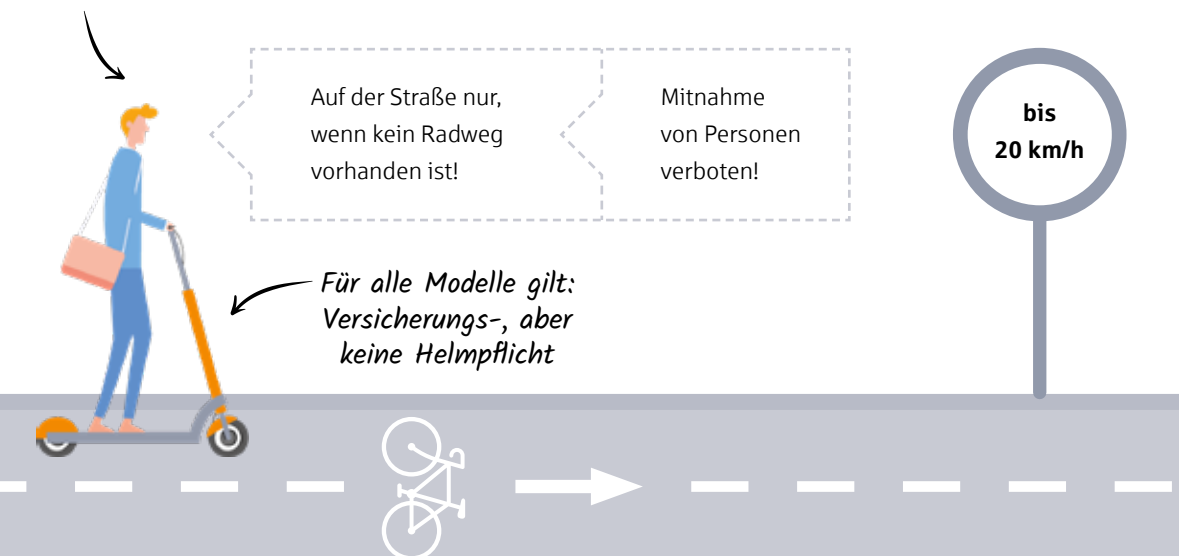 Auf der Straße nur,
wenn kein Radweg
vorhanden ist!
Mitnahme
von Personen
verboten!
bis
20 km/h
Für alle Modelle gilt:
Versicherungs-, aber
keine Helmpflicht